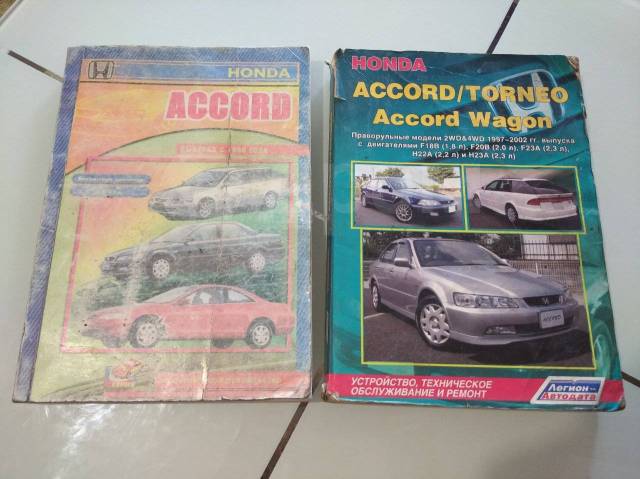 HONDA
ACCORD
HONDA
ACCORD/TORNEO
Accord Wagon
Праворульные модели 2WD&4WD 1997-2002 гг. выпуска
с двигателями F18B (1,8 л), F20B (2,0 л), F23A (2,3 л),
H22A (2,2 л) и H23A (2,3 л)
УСТРОЙСТВО, ТЕХНИЧЕСКОЕ
ОБСЛУЖИВАНИЕ И РЕМОНТ
Легион-
Автодата